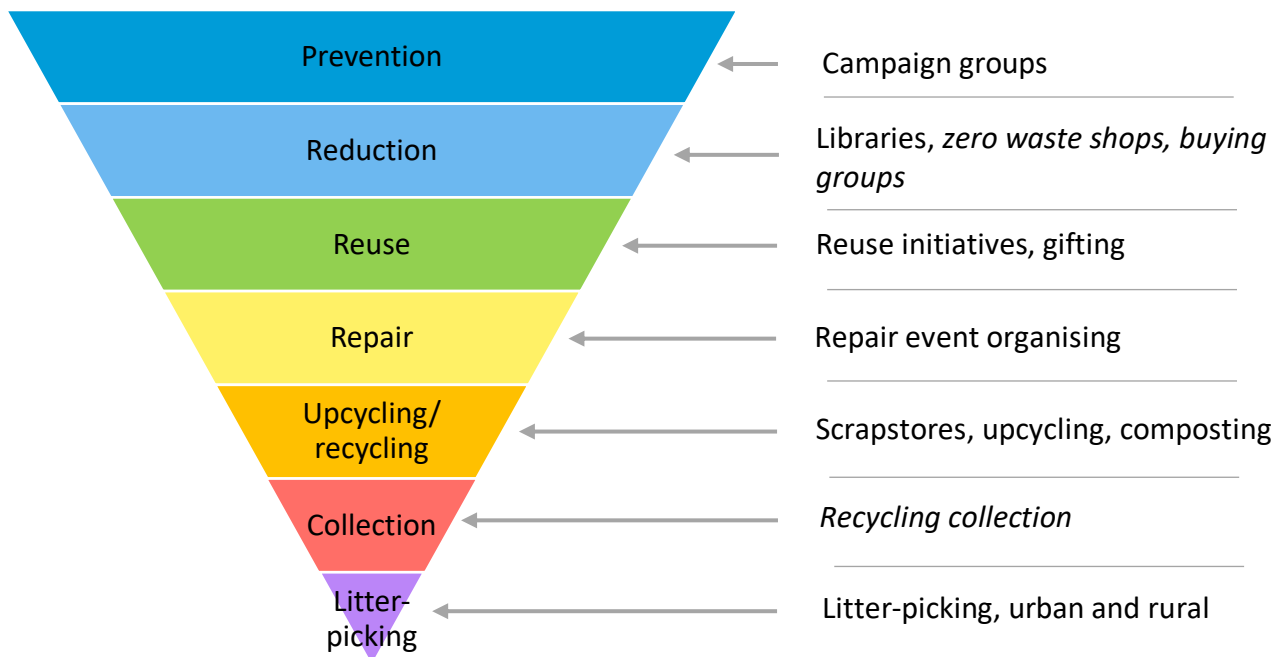 Prevention
Campaign groups
Reduction
Libraries, zero waste shops, buying
groups
Reuse
Reuse initiatives, gifting
Repair
Repair event organising
Upcycling/
recycling
Scrapstores, upcycling, composting
Collection
Recycling collection
Litter-
picking
Litter-picking, urban and rural